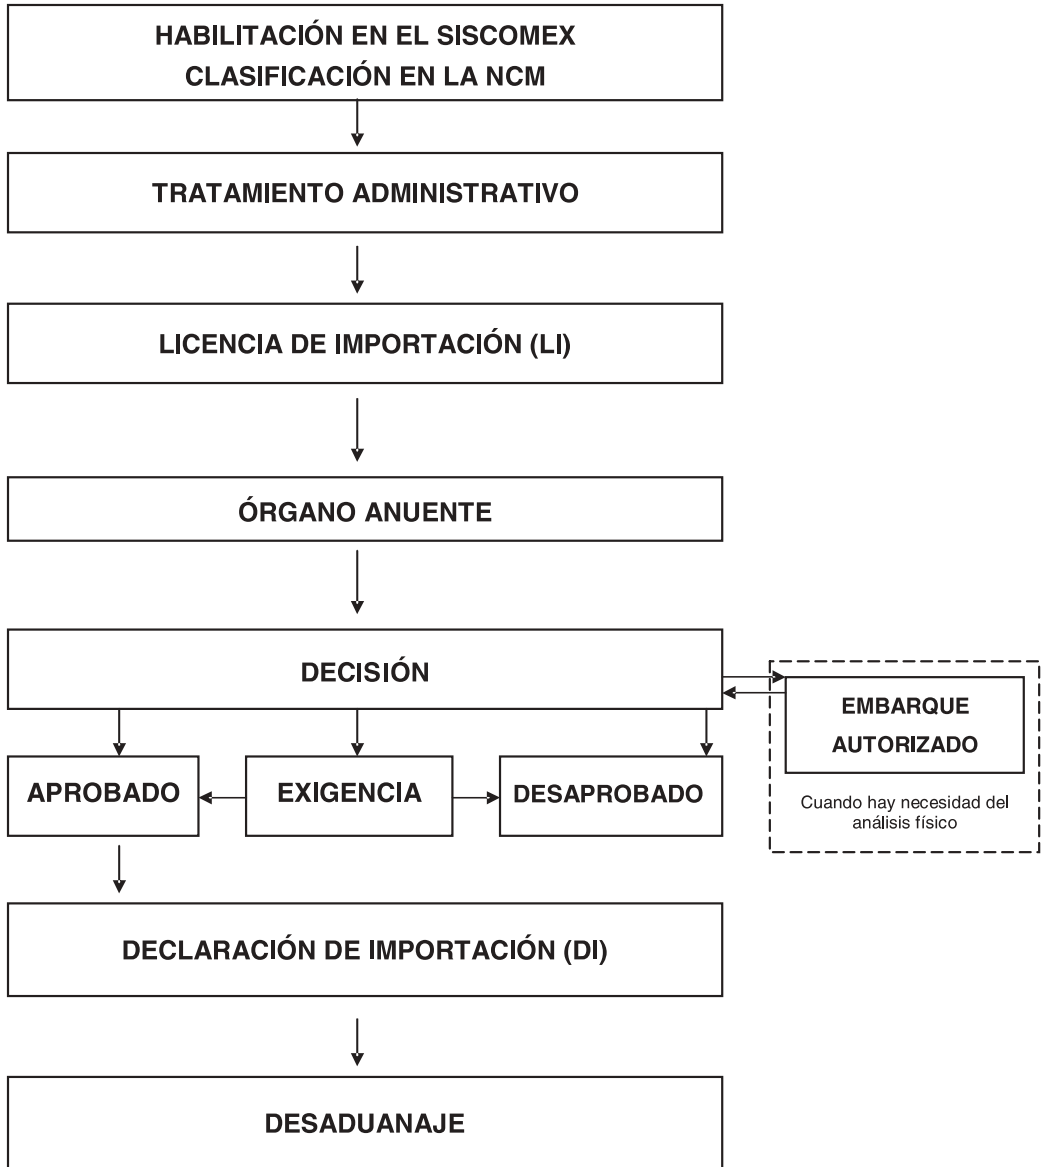 HABILITACIÓN EN EL SISCOMEX
CLASIFICACIÓN EN LA NCM
TRATAMIENTO ADMINISTRATIVO
LICENCIA DE IMPORTACIÓN (LI)
ÓRGANO ANUENTE
DECISIÓN
EMBARQUE
AUTORIZADO
Cuando hay necesidad del
análisis físico
APROBADO
EXIGENCIA
DESAPROBADO
DECLARACIÓN DE IMPORTACIÓN (DI)
DESADUANAJE